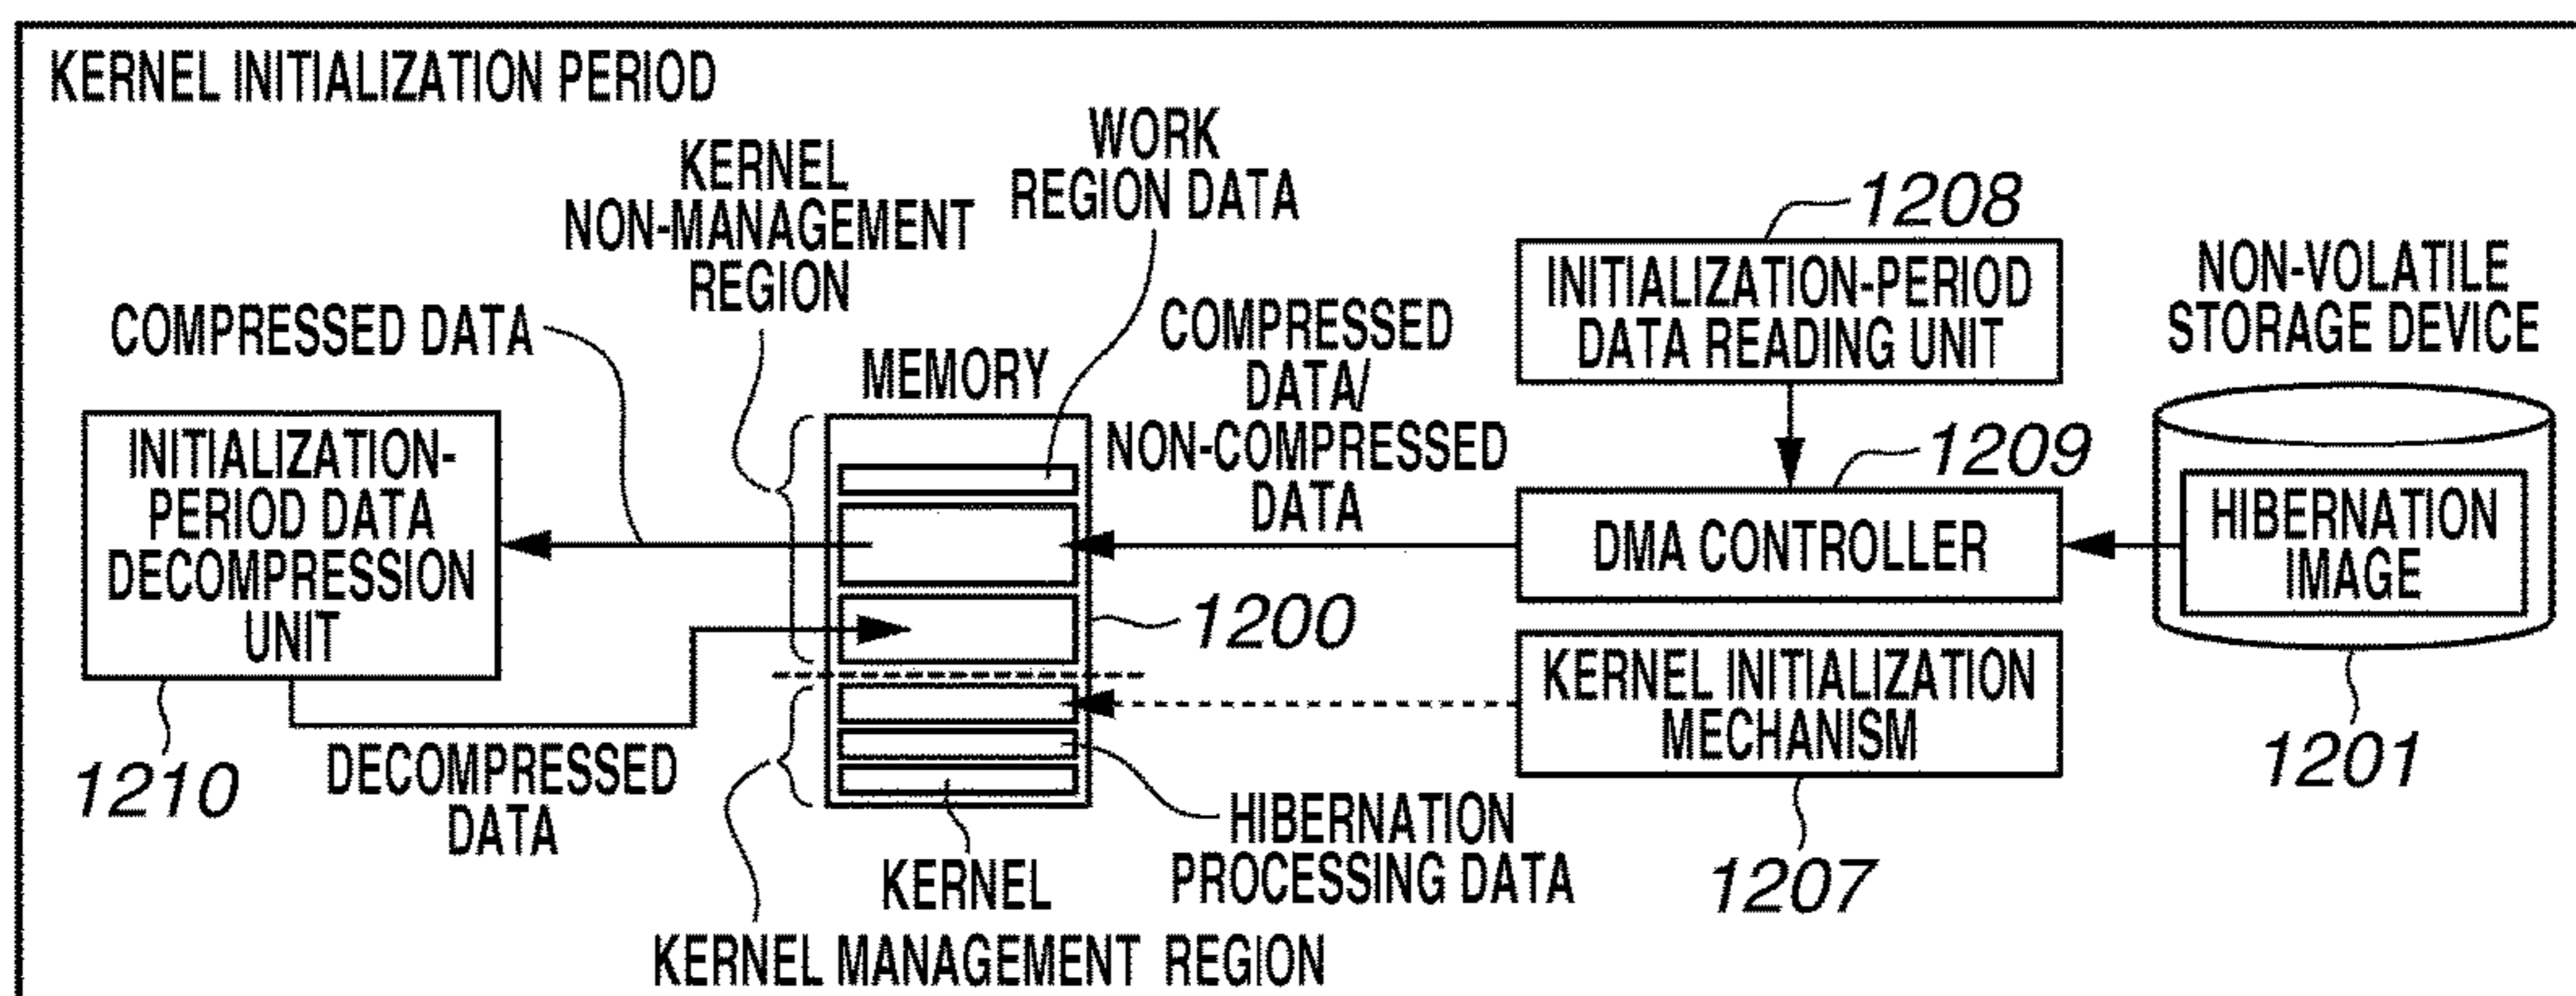 KERNEL INITIALIZATION PERIOD
WORK
REGION DATA
KERNEL
NON-MANAGEMENT
REGION
1208
INITIALIZATION-PERIOD
DATA READING UNIT
NON-VOLATILE
STORAGE DEVICE
COMPRESSED DATA
MEMORY
COMPRESSED
DATA/
NON-COMPRESSED
DATA
1209
INITIALIZATION-
PERIOD DATA
DECOMPRESSION
UNIT
DMA CONTROLLER
HIBERNATION
IMAGE
1200
KERNEL INITIALIZATION
MECHANISM
1201
1210
DECOMPRESSED
DATA
HIBERNATION
PROCESSING DATA
1207
KERNEL
KERNEL MANAGEMENT REGION